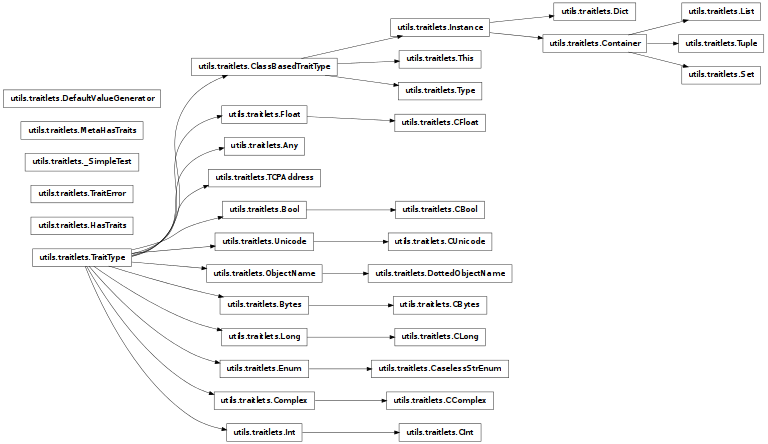 utils.traitlets.Dict
utils.traitlets.List
utils.traitlets.Instance
utils.traitlets.Container
utils.traitlets.Tuple
utils.traitlets.This
utils.traitlets.ClassBasedTraitType
utils.traitlets.Set
utils.traitlets.Type
utils.traitlets.DefaultValueGenerator
utils.traitlets.Float
utils.traitlets.CFloat
utils.traitlets.MetaHasTraits
utils.traitlets.Any
utils.traitlets._SimpleTest
utils.traitlets.TCPAddress
utils.traitlets.TraitError
utils.traitlets.Bool
utils.traitlets.CBool
utils.traitlets.HasTraits
utils.traitlets.Unicode
utils.traitlets.CUnicode
utils.traitlets.TraitType
utils.traitlets.ObjectName
utils.traitlets.DottedObjectName
utils.traitlets.Bytes
utils.traitlets.CBytes
utils.traitlets.Long
utils.traitlets.CLong
utils.traitlets.Enum
utils.traitlets.CaselessStrEnum
utils.traitlets.Complex
utils.traitlets.CComplex
utils.traitlets.Int
utils.traitlets.CInt